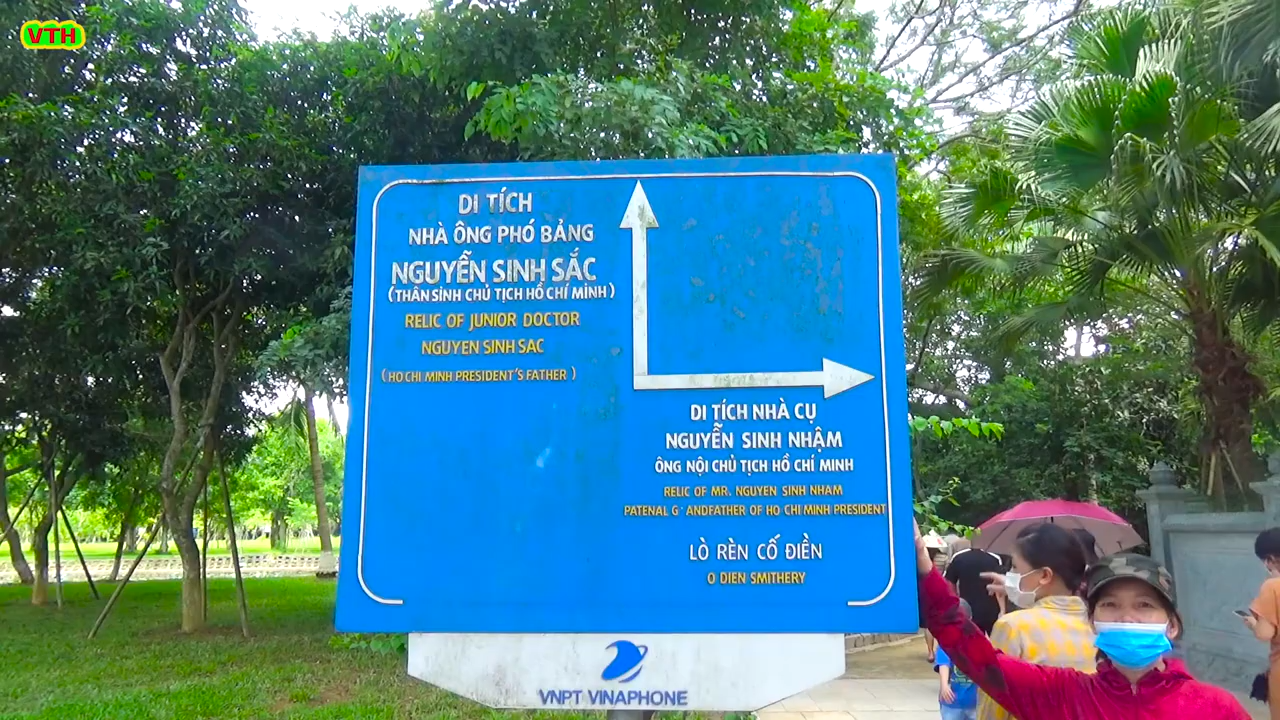 VTH
DI TÍCH
NHÀ ÔNG PHÓ BẢNG
NGUYỄN SINH SẮC
(THÂN SINH CHỦ TỊCH HỒ CHÍ MINH)
RELIC OF JUNIOR DOCTOR
NGUYEN SINH SAC
(HO CHI MINH PRESIDENT'S FATHER)
DI TÍCH NHÀ CỤ
NGUYỄN SINH NHẬM
ÔNG NỘI CHỦ TỊCH HỒ CHÍ MINH
RELIC OF MR. NGUYEN SINH NHAM
PATENAL G ANDFATHER OF HO CHI MINH PRESIDENT
LÒ RÈN CỐ ĐIỀN
O DIEN SMITHERY
VNPT VINAPHONE